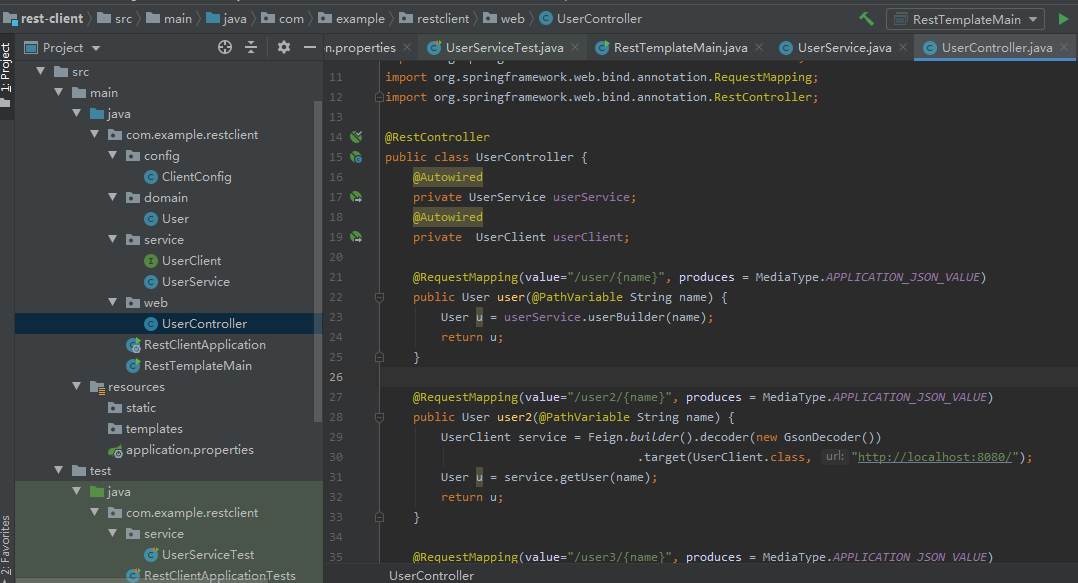 rest-client src main java com example restclient web UserController RestTemplateMain
1: Project
Project
n.properties UserServiceTest.java RestTemplateMain.java UserService.java UserController.java
src
main
java
com.example.restclient
config
ClientConfig
domain
User
service
UserClient
UserService
web
UserController
RestClientApplication
RestTemplateMain
resources
static
templates
application.properties
test
java
com.example.restclient
service
UserServiceTest
RestClientApplicationTests
2: Favorites
11 import org.springframework.web.bind.annotation.RequestMapping;
12 import org.springframework.web.bind.annotation.RestController;
13
14 @RestController
15 public class UserController {
16 @Autowired
17 private UserService userService;
18 @Autowired
19 private  UserClient userClient;
20
21 @RequestMapping(value="/user/{name}", produces = MediaType.APPLICATION_JSON_VALUE)
22 public User user(@PathVariable String name) {
23 User u = userService.userBuilder(name);
24 return u;
25 }
26
27 @RequestMapping(value="/user2/{name}", produces = MediaType.APPLICATION_JSON_VALUE)
28 public User user2(@PathVariable String name) {
29 UserClient service = Feign.builder().decoder(new GsonDecoder())
30 .target(UserClient.class, url: "http://localhost:8080/");
31 User u = service.getUser(name);
32 return u;
33 }
34
35 @RequestMapping(value="/user3/{name}", produces = MediaType.APPLICATION_JSON_VALUE)
UserController